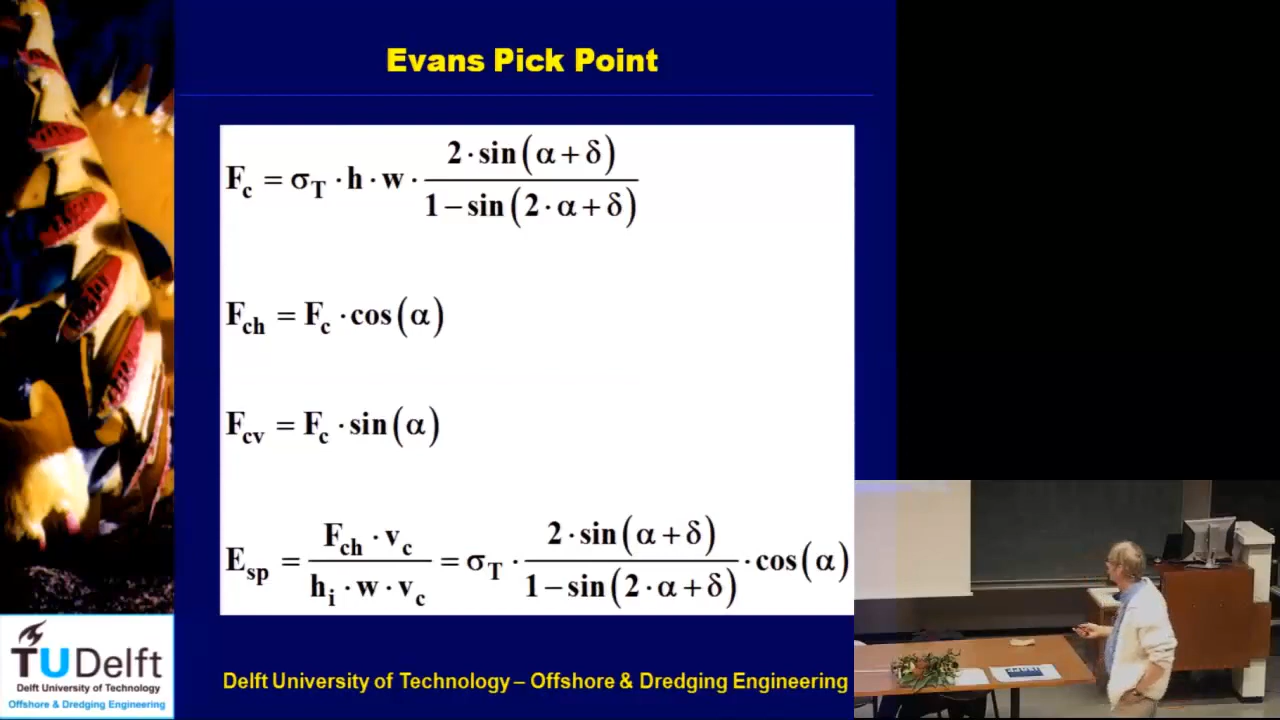 Evans Pick Point
F_c = σ_T · h · w · (2 · sin(α + δ)) / (1 − sin(2 · α + δ))
F_ch = F_c · cos(α)
F_cv = F_c · sin(α)
E_sp = (F_ch · v_c) / (h_i · w · v_c) = σ_T · (2 · sin(α + δ)) / (1 − sin(2 · α + δ)) · cos(α)
TU Delft
Delft University of Technology
Offshore & Dredging Engineering
Delft University of Technology – Offshore & Dredging Engineering